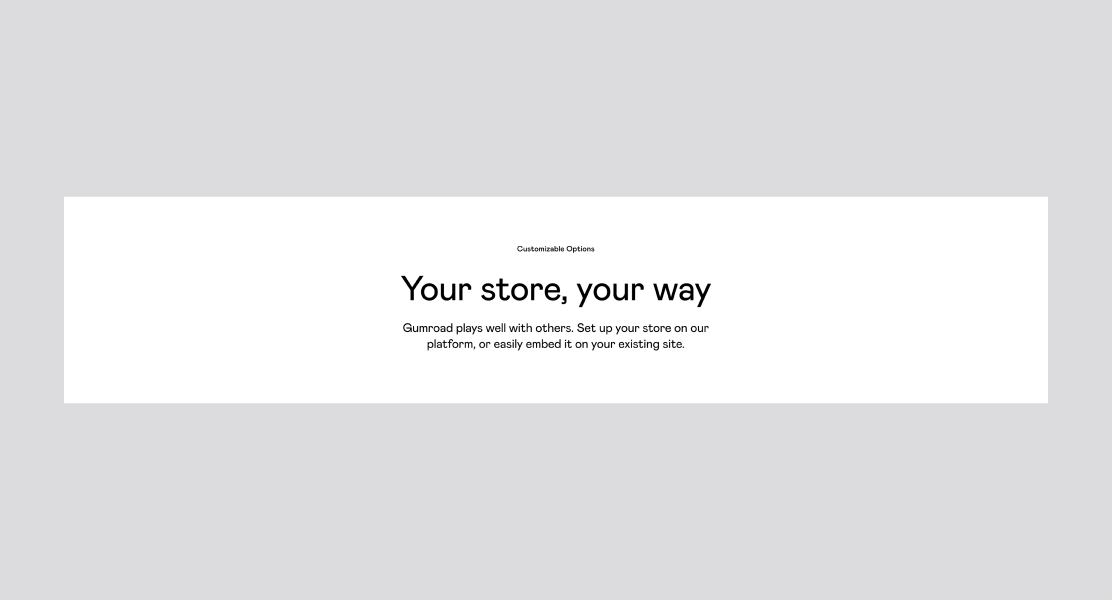 Customizable Options
Your store, your way
Gumroad plays well with others. Set up your store on our
platform, or easily embed it on your existing site.